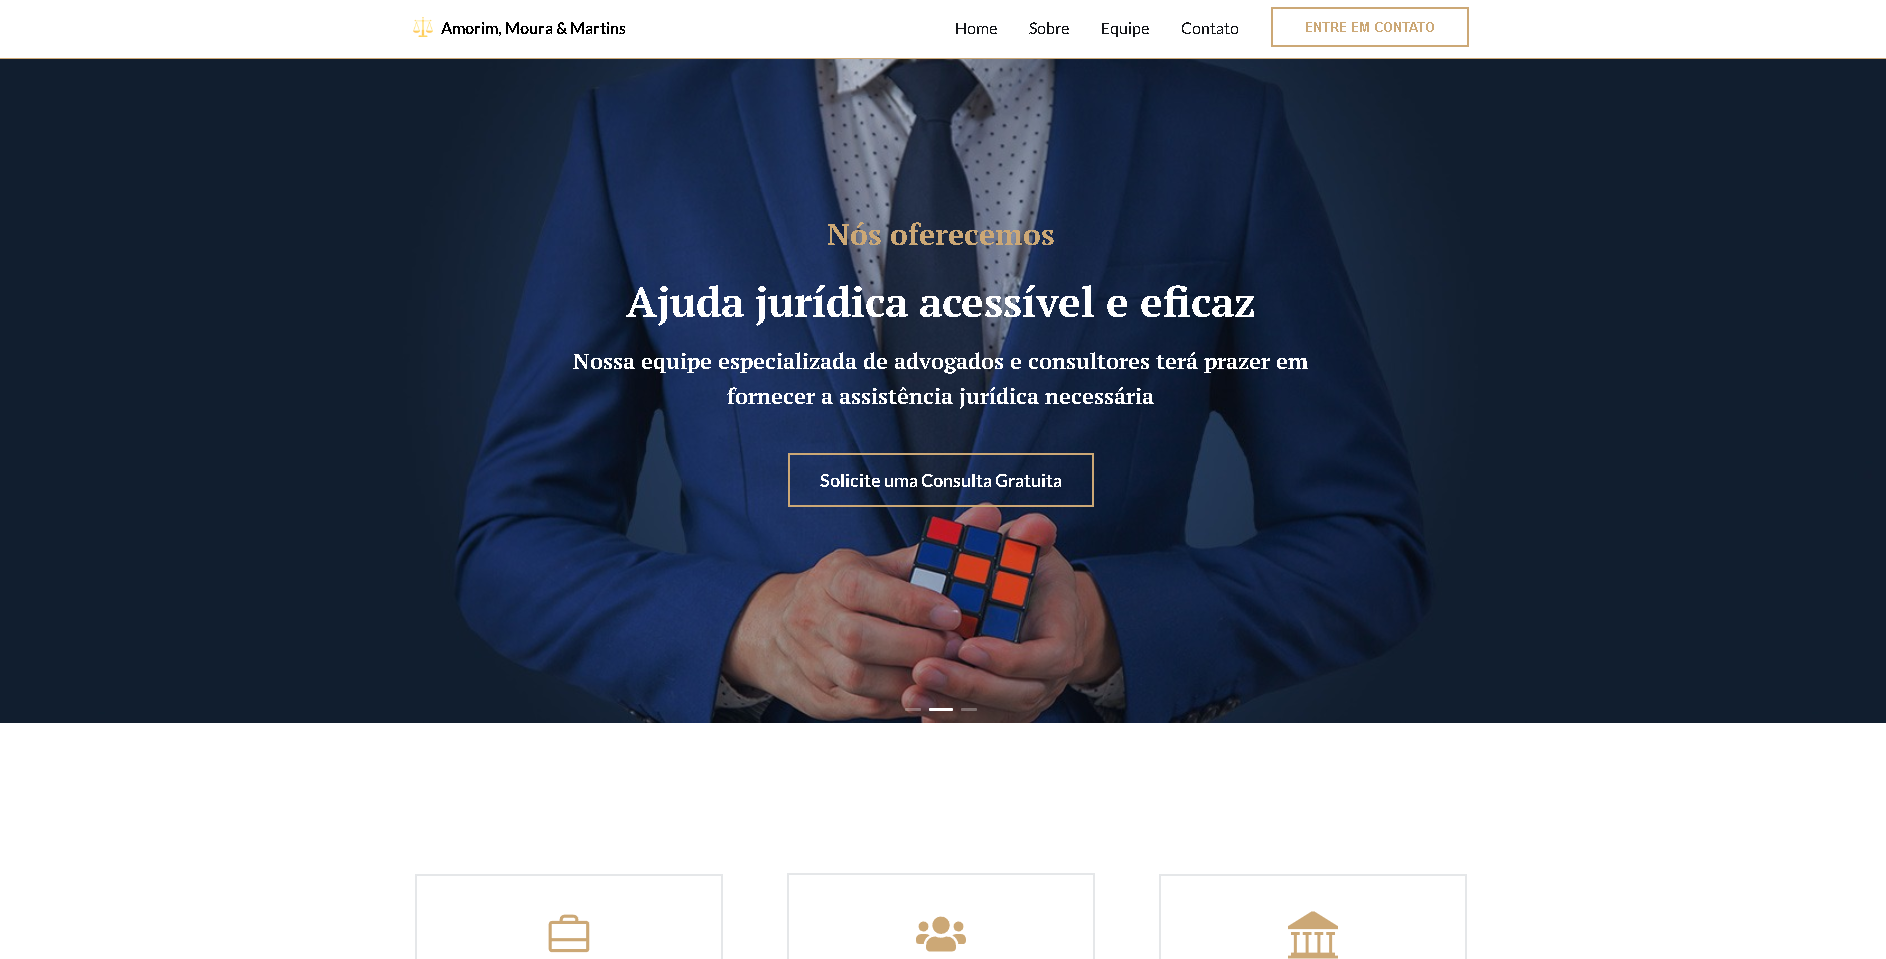 Amorim, Moura & Martins
Home
Sobre
Equipe
Contato
ENTRE EM CONTATO
Nós oferecemos
Ajuda jurídica acessível e eficaz
Nossa equipe especializada de advogados e consultores terá prazer em
fornecer a assistência jurídica necessária
Solicite uma Consulta Gratuita